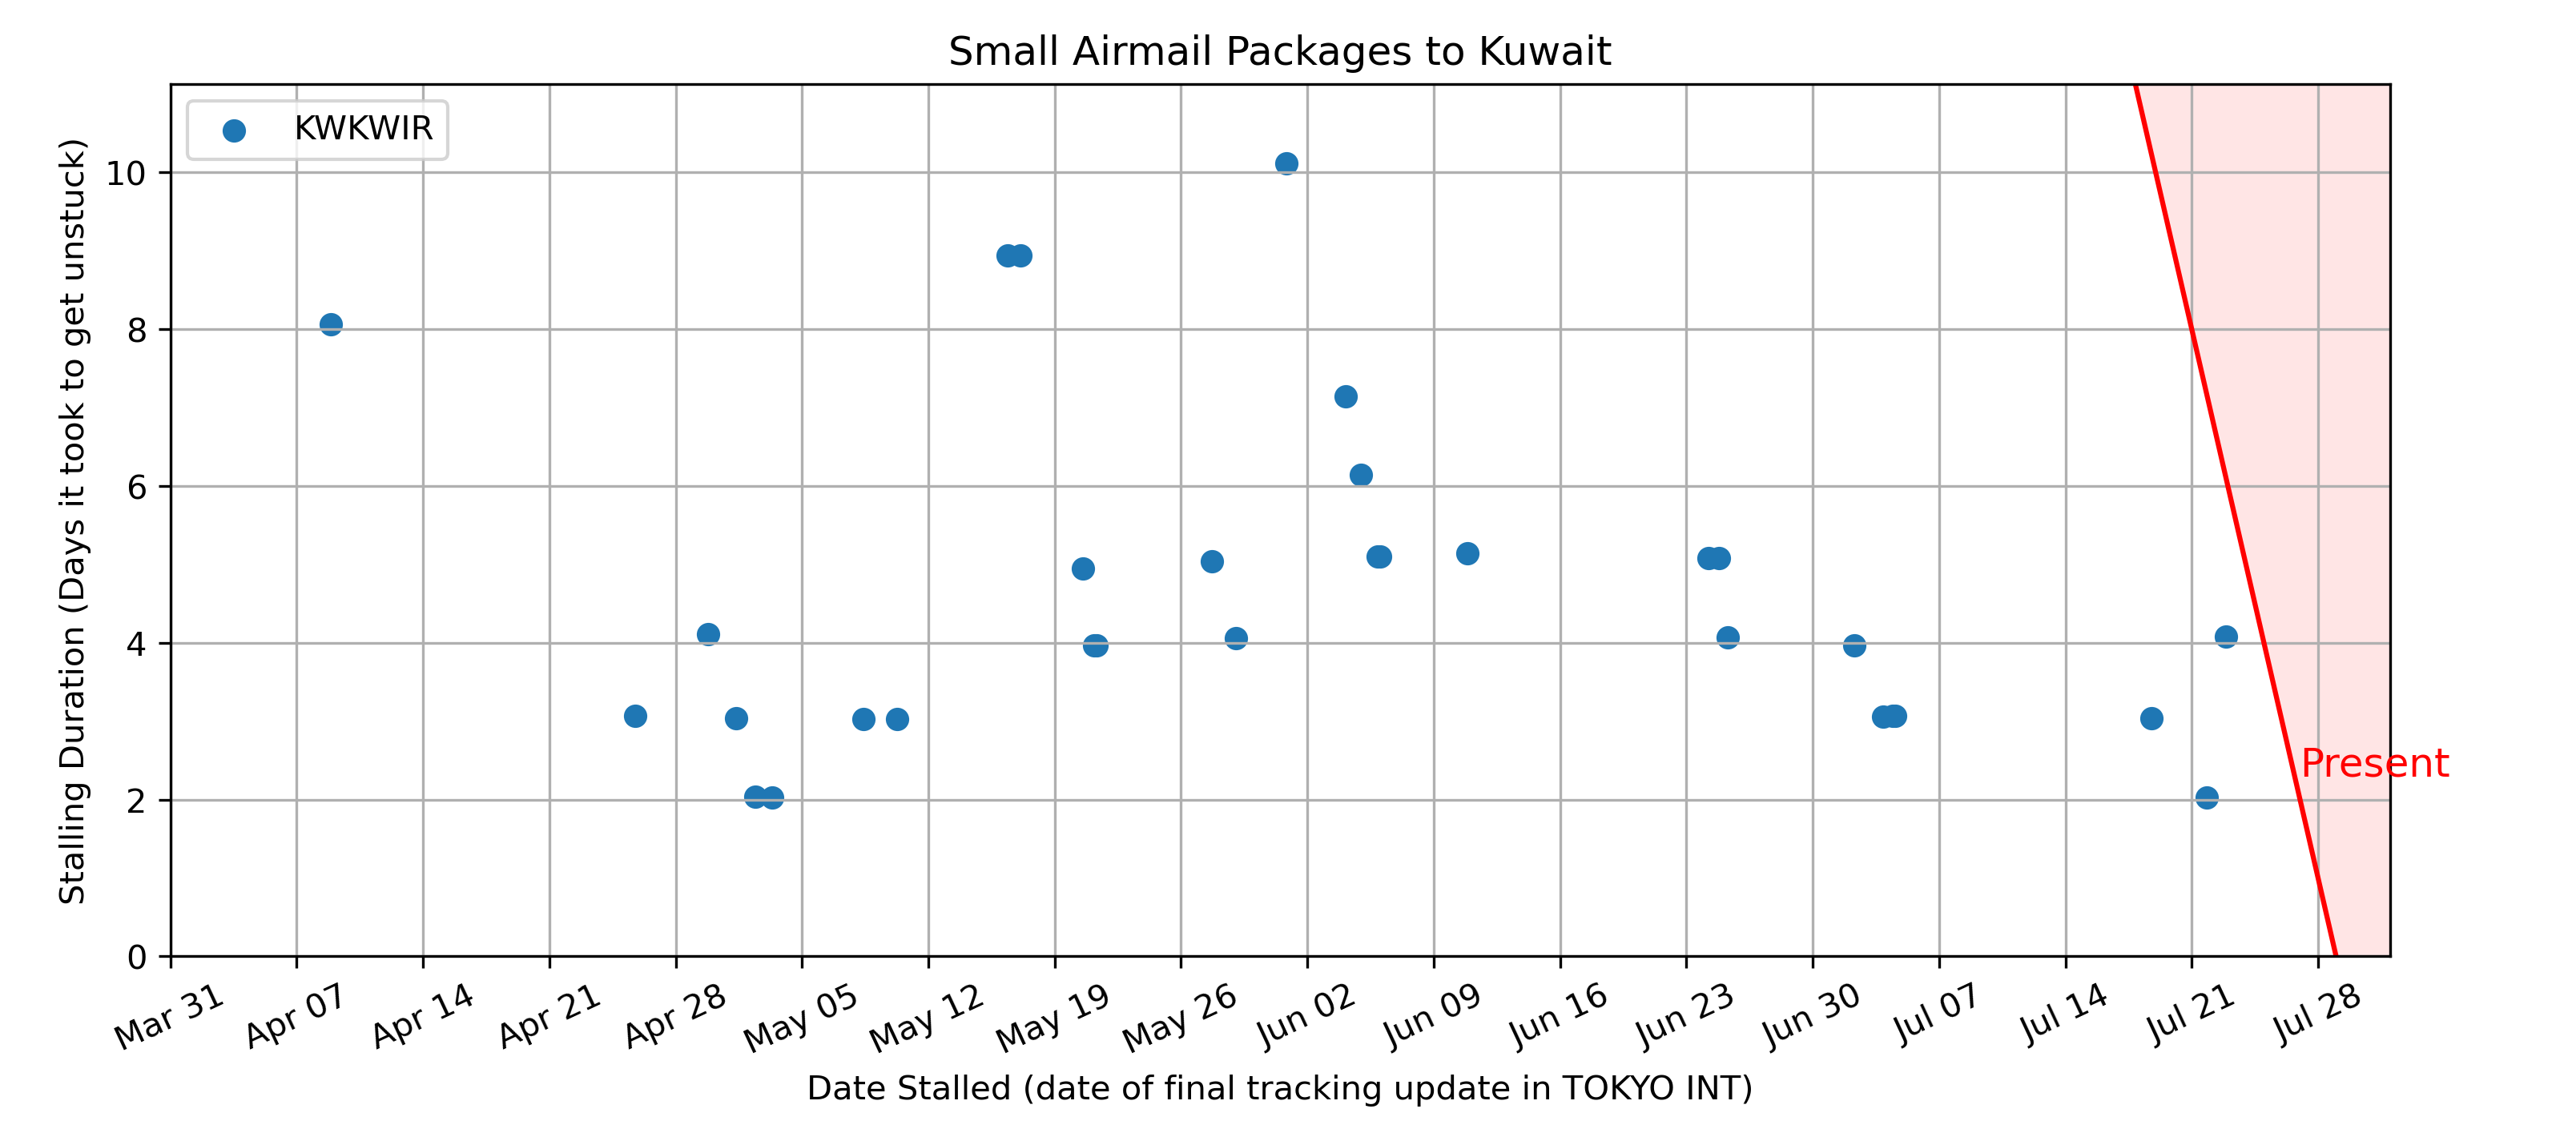 Small Airmail Packages to Kuwait
KWKWIR
Stalling Duration (Days it took to get unstuck)
10
8
6
4
2
0
Present
Mar 31
Apr 07
Apr 14
Apr 21
Apr 28
May 05
May 12
May 19
May 26
Jun 02
Jun 09
Jun 16
Jun 23
Jun 30
Jul 07
Jul 14
Jul 21
Jul 28
Date Stalled (date of final tracking update in TOKYO INT)